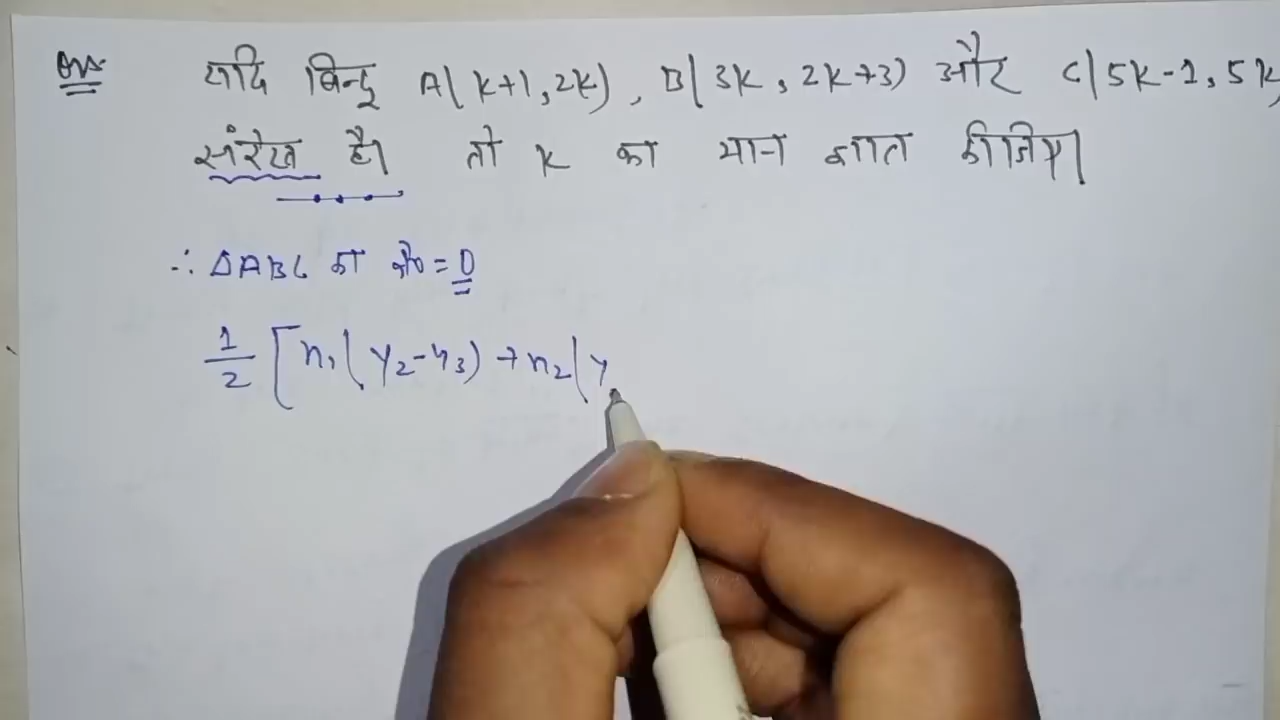 Ques यदि बिन्दू A(k+1,2k), B(3k, 2k+3) और C(5k-1,5k
संरेख है। तो k का मान ज्ञात कीजिए।
∴ ΔABC का क्षे० = 0
1/2 [x₁(y₂-y₃) + x₂(y